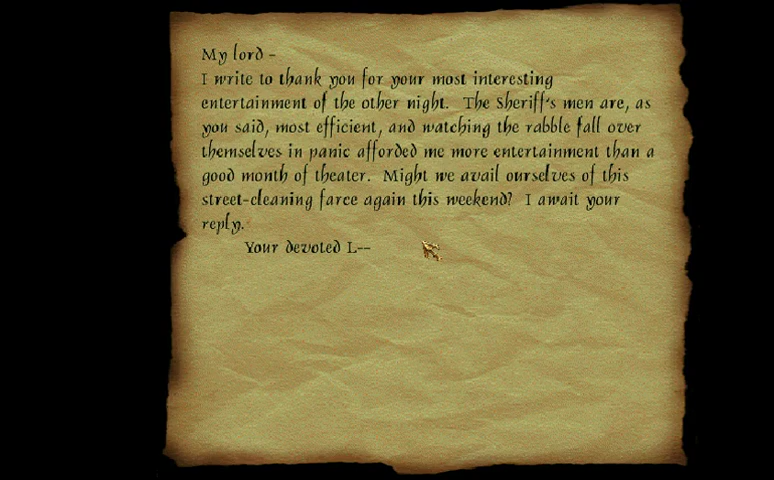 My lord -
I write to thank you for your most interesting
entertainment of the other night.  The Sheriff's men are, as
you said, most efficient, and watching the rabble fall over
themselves in panic afforded me more entertainment than a
good month of theater.  Might we avail ourselves of this
street-cleaning farce again this weekend?  I await your
reply.
Your devoted L--